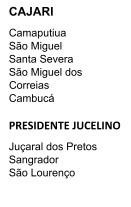 CAJARI
Camaputiua
São Miguel
Santa Severa
São Miguel dos
Correias
Cambucá
PRESIDENTE JUCELINO
Juçaral dos Pretos
Sangrador
São Lourenço